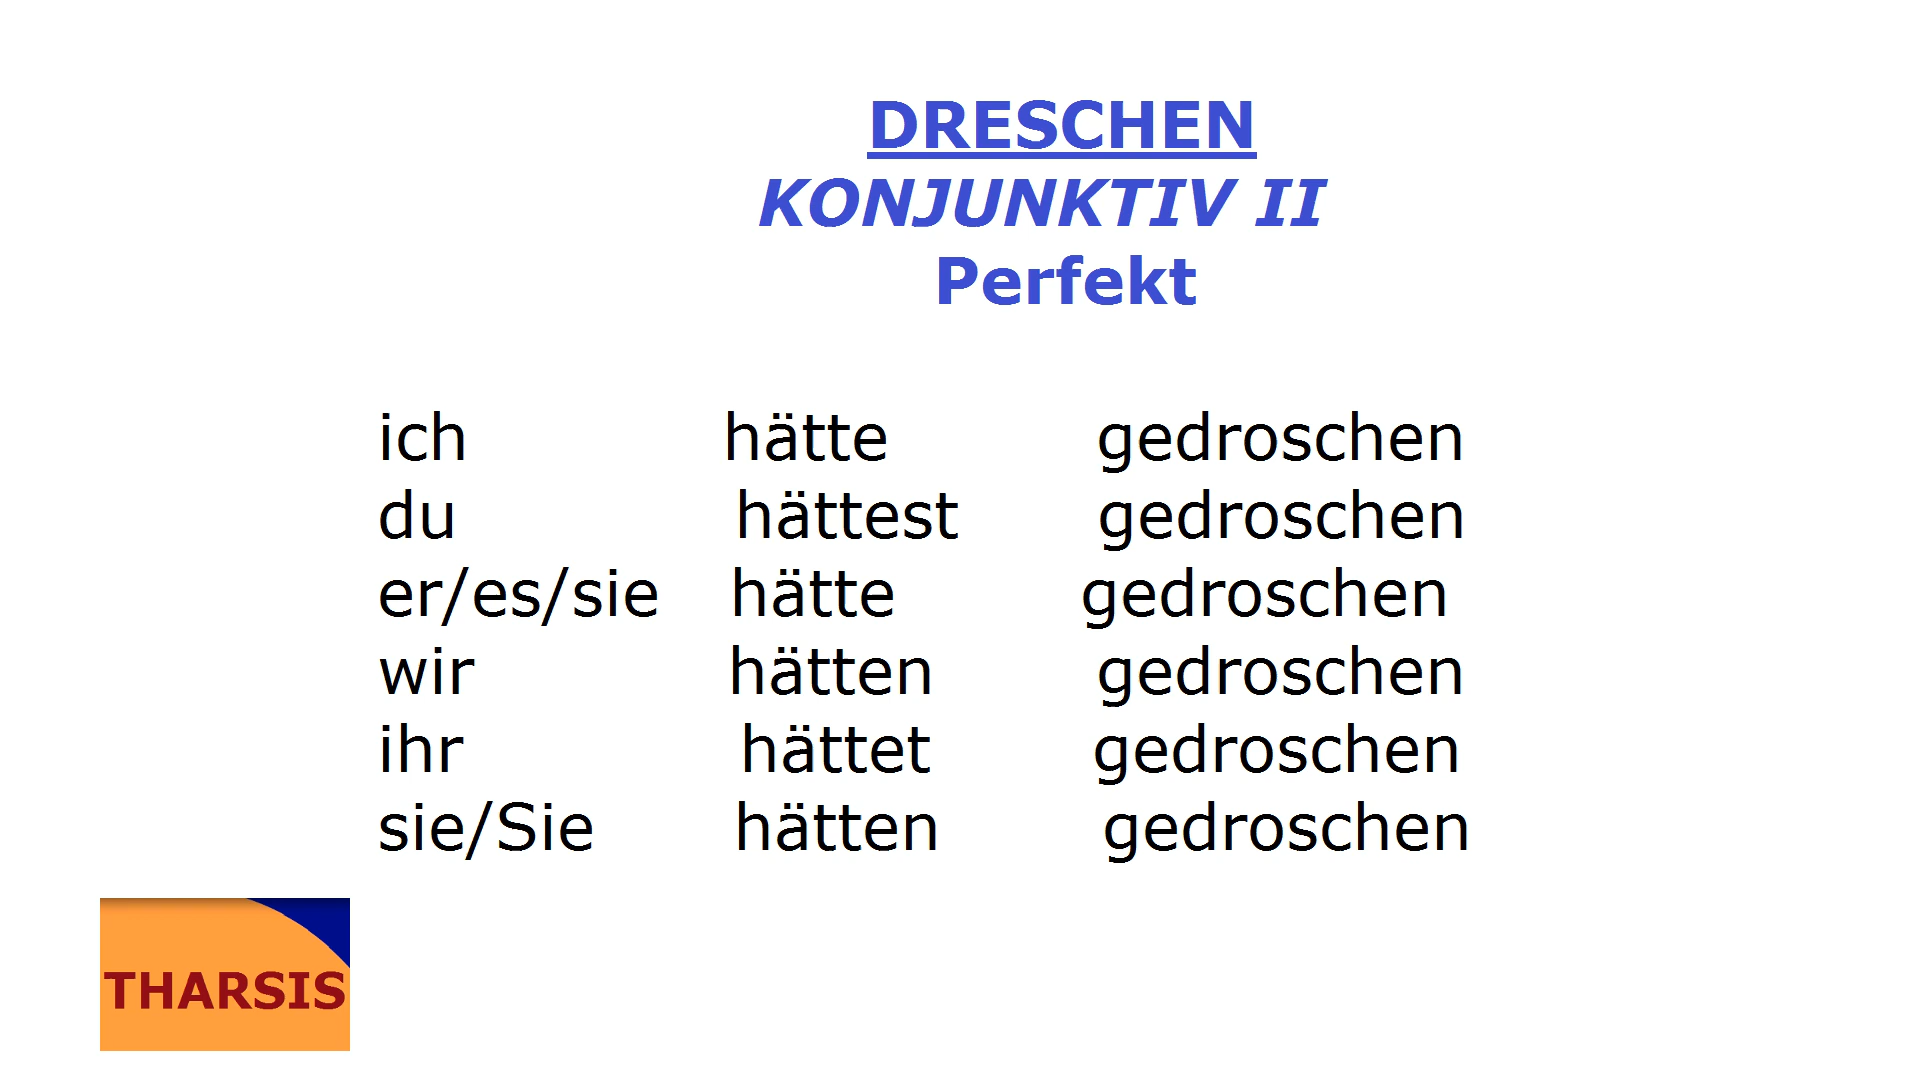 DRESCHEN
KONJUNKTIV II
Perfekt
ich hätte gedroschen
du hättest gedroschen
er/es/sie hätte gedroschen
wir hätten gedroschen
ihr hättet gedroschen
sie/Sie hätten gedroschen
THARSIS